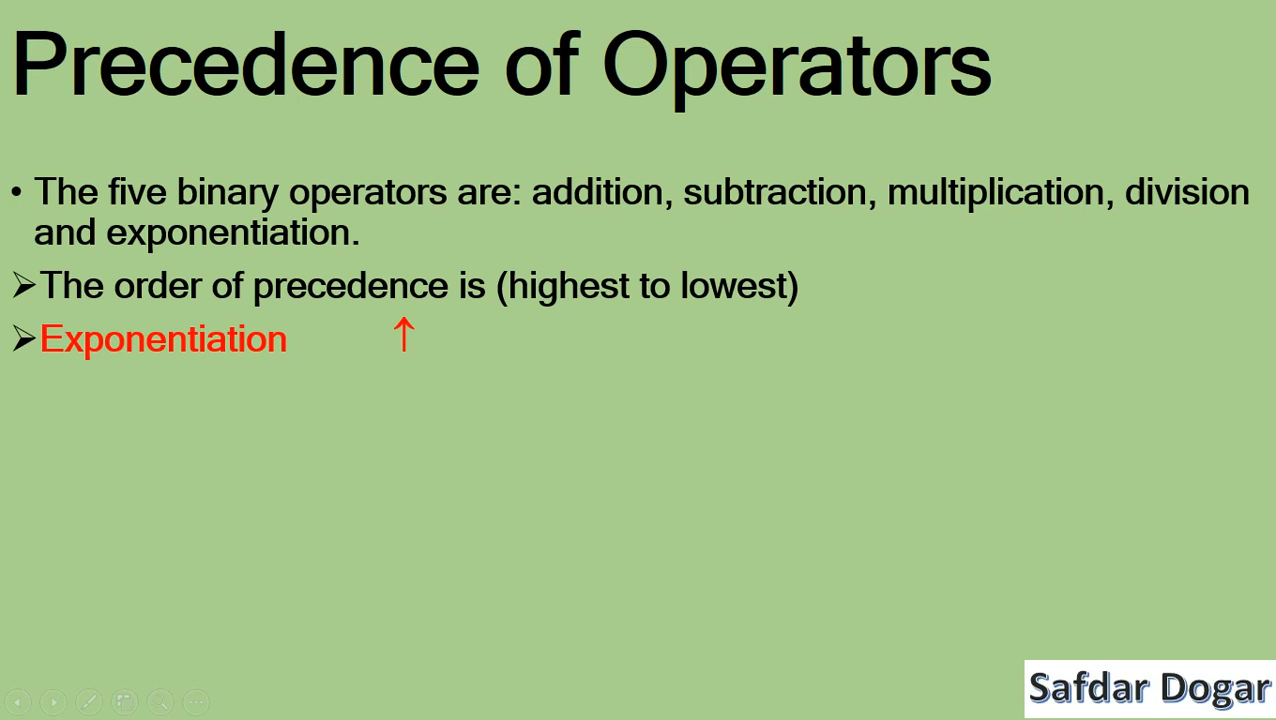 Precedence of Operators
• The five binary operators are: addition, subtraction, multiplication, division
and exponentiation.
➢The order of precedence is (highest to lowest)
➢Exponentiation ↑
Safdar Dogar